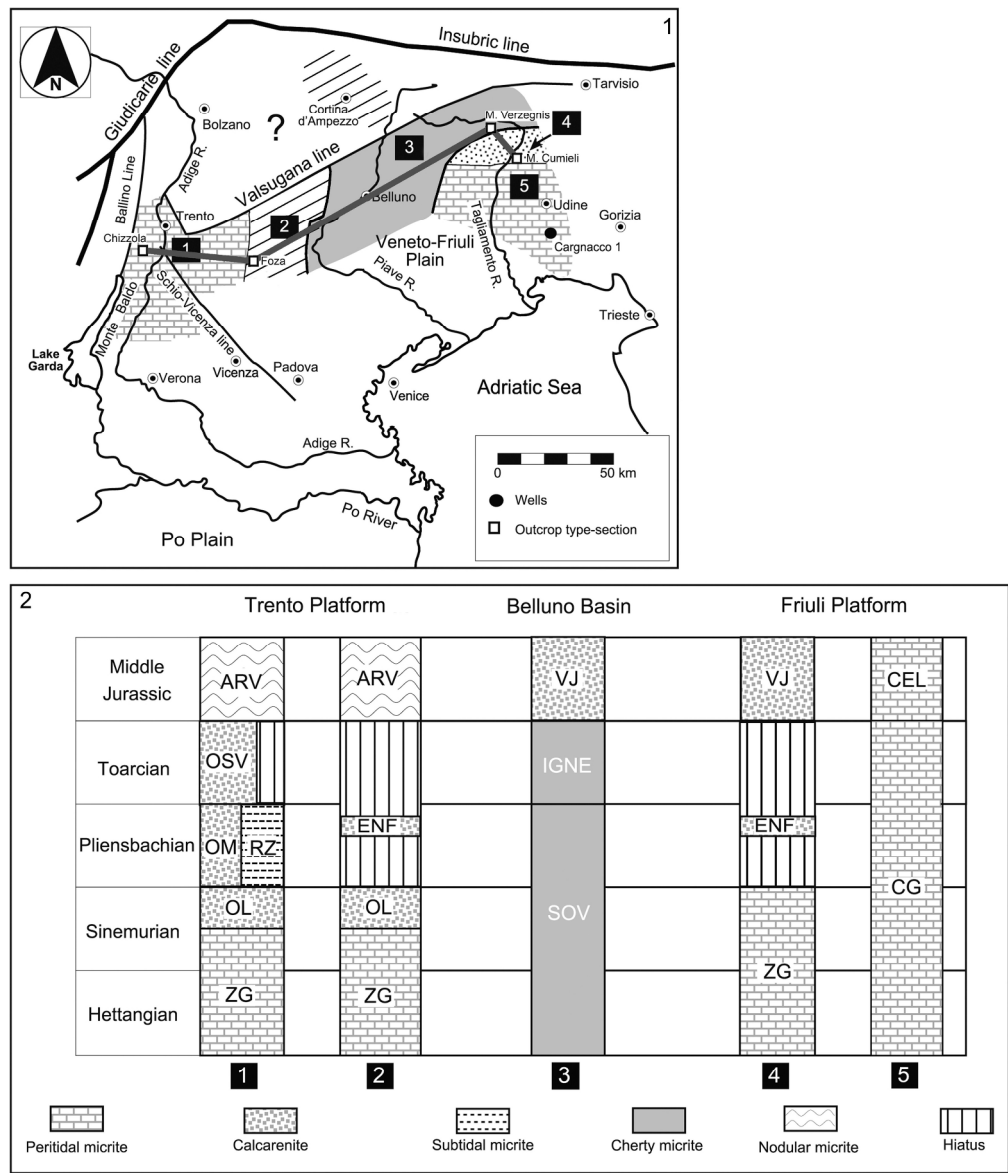 1
Insubric line
Giudicarie line
N
Tarvisio
Cortina
d'Ampezzo
Bolzano
M. Verzegnis
4
?
3
M. Cumieli
Adige R.
Valsugana line
Ballino Line
5
Belluno
Trento
2
Udine
Gorizia
Chizzola
1
Tagliamento R.
Veneto-Friuli
Plain
Cargnacco 1
Foza
Piave R.
Schio-Vicenza line
Monte Baldo
Trieste
Lake
Garda
Vicenza
Padova
Verona
Venice
Adriatic Sea
Adige R.
0
50 km
Wells
Po River
Outcrop type-section
Po Plain
2
Trento Platform
Belluno Basin
Friuli Platform
Middle
Jurassic
ARV
ARV
VJ
VJ
CEL
Toarcian
OSV
IGNE
Pliensbachian
OM
RZ
ENF
ENF
CG
Sinemurian
OL
OL
SOV
ZG
Hettangian
ZG
ZG
1
2
3
4
5
Peritidal micrite
Calcarenite
Subtidal micrite
Cherty micrite
Nodular micrite
Hiatus